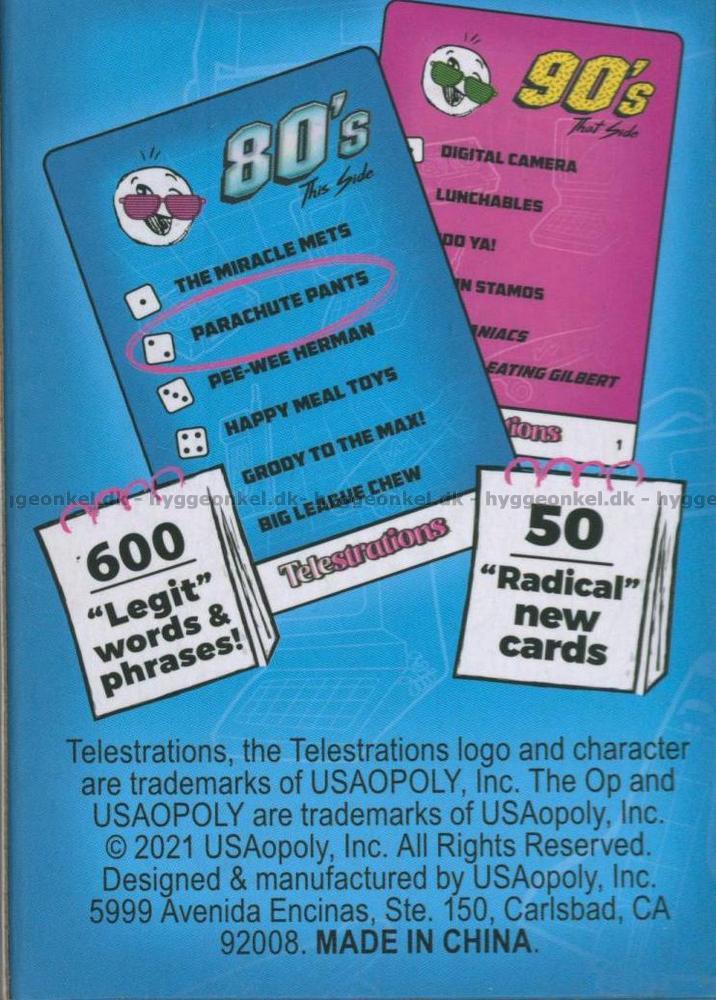 80's
This Side
THE MIRACLE METS
PARACHUTE PANTS
PEE-WEE HERMAN
HAPPY MEAL TOYS
GRODY TO THE MAX!
BIG LEAGUE CHEW
Telestrations
90's
That Side
DIGITAL CAMERA
LUNCHABLES
DO YA!
STAMOS
EATING GILBERT
1
igeonkel.dk - hyggeonkel.dk - hyggeonkel.dk - hyggeonkel.dk - hygge
600
“Legit”
words &
phrases!
50
“Radical”
new
cards
Telestrations, the Telestrations logo and character
are trademarks of USAOPOLY, Inc. The Op and
USAOPOLY are trademarks of USAopoly, Inc.
© 2021 USAopoly, Inc. All Rights Reserved.
Designed & manufactured by USAopoly, Inc.
5999 Avenida Encinas, Ste. 150, Carlsbad, CA
92008. MADE IN CHINA.